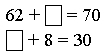 62 + □ = 70
□ + 8 = 30